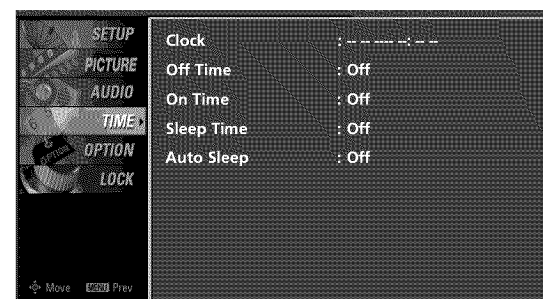 SETUP
PICTURE
AUDIO
TIME
OPTION
LOCK
Move MENU Prev
Clock : -- -- ---- --: -- --
Off Time : Off
On Time : Off
Sleep Time : Off
Auto Sleep : Off